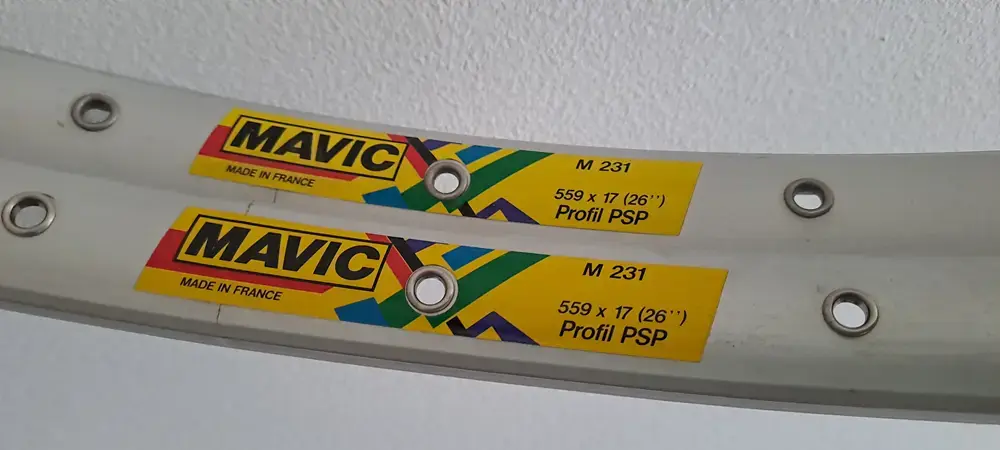 MAVIC
MADE IN FRANCE
M 231
559 x 17 (26'')
Profil PSP
MAVIC
MADE IN FRANCE
M 231
559 x 17 (26'')
Profil PSP